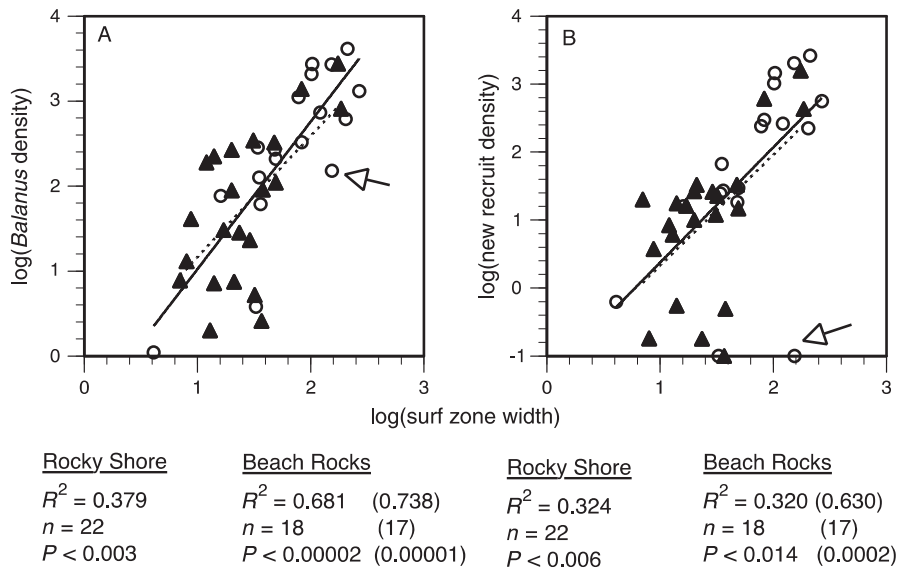 A
log(Balanus density)
4
3
2
1
0
0
1
2
3
B
log(new recruit density)
4
3
2
1
0
-1
0
1
2
3
log(surf zone width)
Rocky Shore
R² = 0.379
n = 22
P < 0.003
Beach Rocks
R² = 0.681 (0.738)
n = 18 (17)
P < 0.00002 (0.00001)
Rocky Shore
R² = 0.324
n = 22
P < 0.006
Beach Rocks
R² = 0.320 (0.630)
n = 18 (17)
P < 0.014 (0.0002)